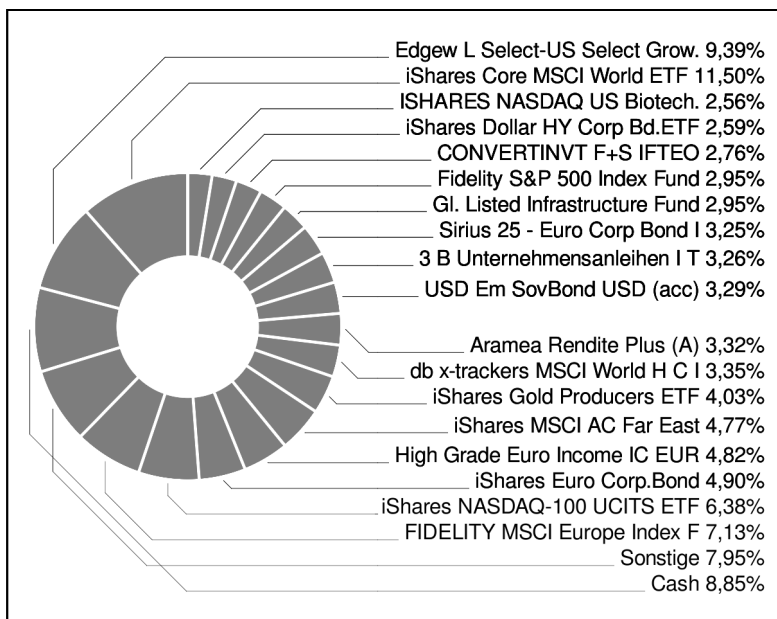 Edgew L Select-US Select Grow. 9,39%
iShares Core MSCI World ETF 11,50%
ISHARES NASDAQ US Biotech. 2,56%
iShares Dollar HY Corp Bd.ETF 2,59%
CONVERTINVT F+S IFTEO 2,76%
Fidelity S&P 500 Index Fund 2,95%
Gl. Listed Infrastructure Fund 2,95%
Sirius 25 - Euro Corp Bond I 3,25%
3 B Unternehmensanleihen I T 3,26%
USD Em SovBond USD (acc) 3,29%
Aramea Rendite Plus (A) 3,32%
db x-trackers MSCI World H C I 3,35%
iShares Gold Producers ETF 4,03%
iShares MSCI AC Far East 4,77%
High Grade Euro Income IC EUR 4,82%
iShares Euro Corp.Bond 4,90%
iShares NASDAQ-100 UCITS ETF 6,38%
FIDELITY MSCI Europe Index F 7,13%
Sonstige 7,95%
Cash 8,85%